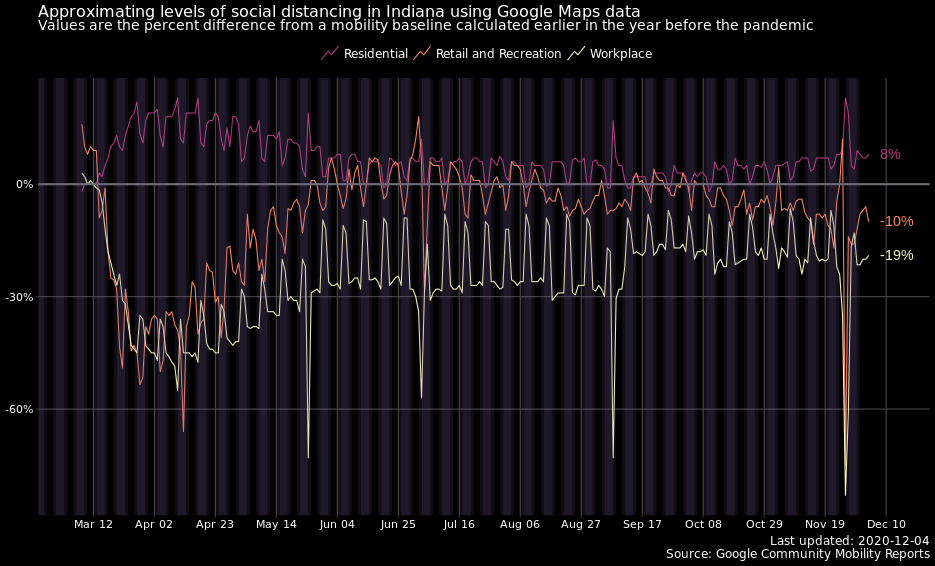 Approximating levels of social distancing in Indiana using Google Maps data
Values are the percent difference from a mobility baseline calculated earlier in the year before the pandemic
Residential Retail and Recreation Workplace
0%
-30%
-60%
8%
-10%
-19%
Mar 12 Apr 02 Apr 23 May 14 Jun 04 Jun 25 Jul 16 Aug 06 Aug 27 Sep 17 Oct 08 Oct 29 Nov 19 Dec 10
Last updated: 2020-12-04
Source: Google Community Mobility Reports